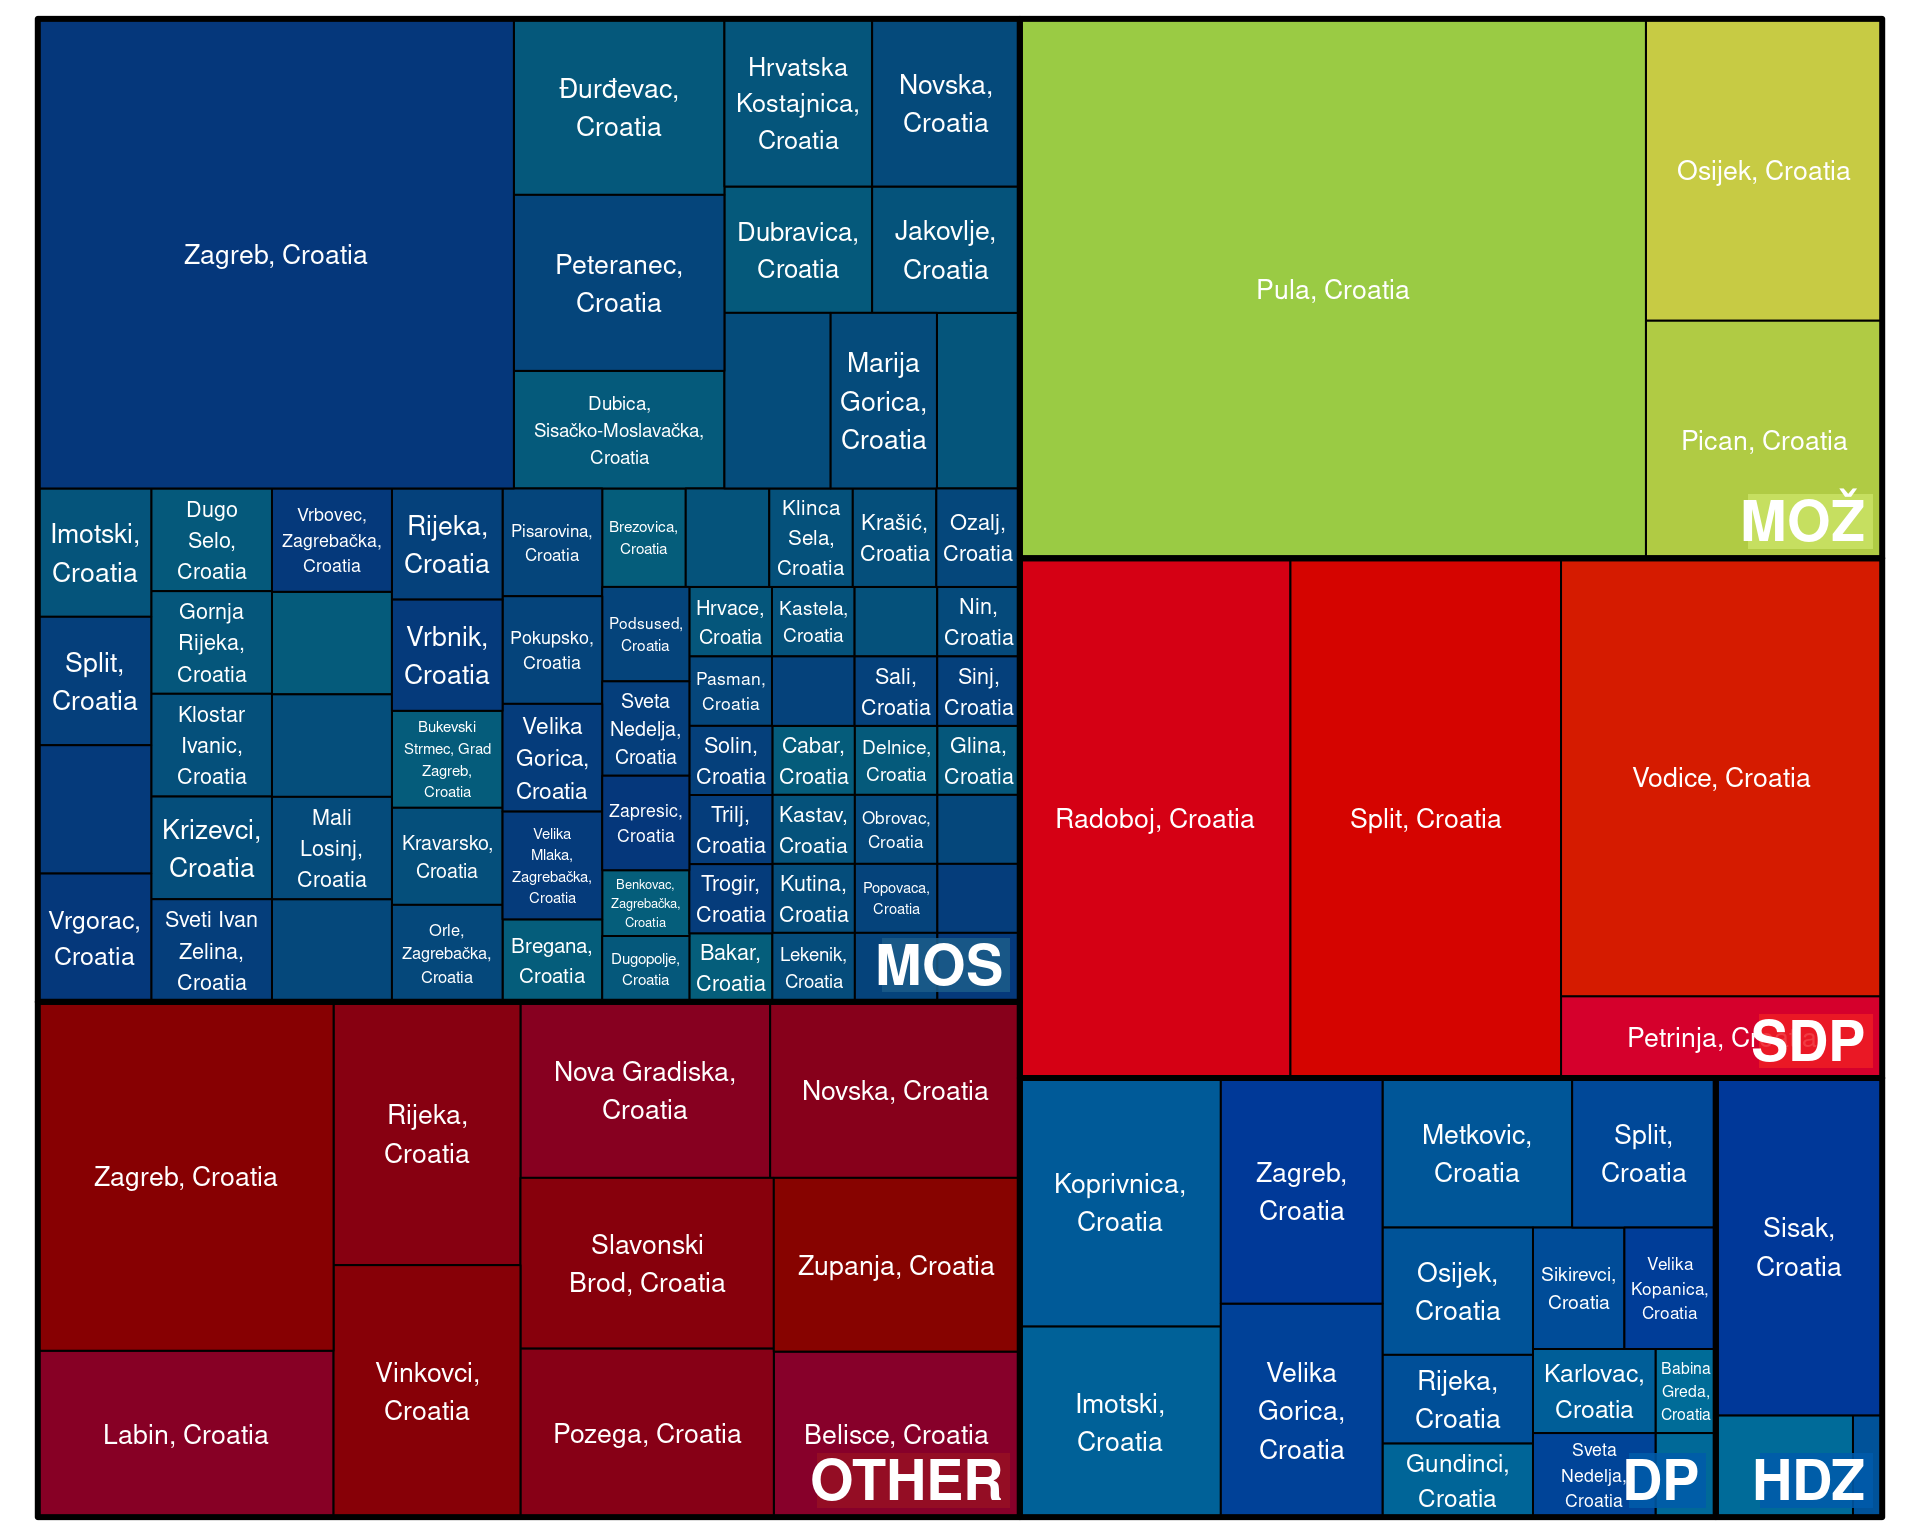 Zagreb, Croatia
Đurđevac,
Croatia
Peteranec,
Croatia
Dubica,
Sisačko-Moslavačka,
Croatia
Hrvatska
Kostajnica,
Croatia
Novska,
Croatia
Dubravica,
Croatia
Jakovlje,
Croatia
Marija
Gorica,
Croatia
Imotski,
Croatia
Split,
Croatia
Vrgorac,
Croatia
Dugo
Selo,
Croatia
Gornja
Rijeka,
Croatia
Klostar
Ivanic,
Croatia
Krizevci,
Croatia
Sveti Ivan
Zelina,
Croatia
Vrbovec,
Zagrebačka,
Croatia
Mali
Losinj,
Croatia
Rijeka,
Croatia
Vrbnik,
Croatia
Bukevski
Strmec, Grad
Zagreb,
Croatia
Kravarsko,
Croatia
Orle,
Zagrebačka,
Croatia
Pisarovina,
Croatia
Pokupsko,
Croatia
Velika
Gorica,
Croatia
Velika
Mlaka,
Zagrebačka,
Croatia
Bregana,
Croatia
Brezovica,
Croatia
Podsused,
Croatia
Sveta
Nedelja,
Croatia
Zapresic,
Croatia
Benkovac,
Zagrebačka,
Croatia
Dugopolje,
Croatia
Klinca
Sela,
Croatia
Krašić,
Croatia
Ozalj,
Croatia
Hrvace,
Croatia
Kastela,
Croatia
Nin,
Croatia
Pasman,
Croatia
Sali,
Croatia
Sinj,
Croatia
Solin,
Croatia
Cabar,
Croatia
Delnice,
Croatia
Glina,
Croatia
Trilj,
Croatia
Kastav,
Croatia
Obrovac,
Croatia
Trogir,
Croatia
Kutina,
Croatia
Popovaca,
Croatia
Bakar,
Croatia
Lekenik,
Croatia
MOS
Pula, Croatia
Osijek, Croatia
Pican, Croatia
MOŽ
Radoboj, Croatia
Split, Croatia
Vodice, Croatia
Petrinja, Croatia
SDP
Zagreb, Croatia
Labin, Croatia
Rijeka,
Croatia
Vinkovci,
Croatia
Nova Gradiska,
Croatia
Novska, Croatia
Slavonski
Brod, Croatia
Zupanja, Croatia
Pozega, Croatia
Belisce, Croatia
OTHER
Koprivnica,
Croatia
Imotski,
Croatia
Zagreb,
Croatia
Velika
Gorica,
Croatia
Metkovic,
Croatia
Split,
Croatia
Osijek,
Croatia
Sikirevci,
Croatia
Velika
Kopanica,
Croatia
Rijeka,
Croatia
Karlovac,
Croatia
Babina
Greda,
Croatia
Gundinci,
Croatia
Sveta
Nedelja,
Croatia
DP
Sisak,
Croatia
HDZ